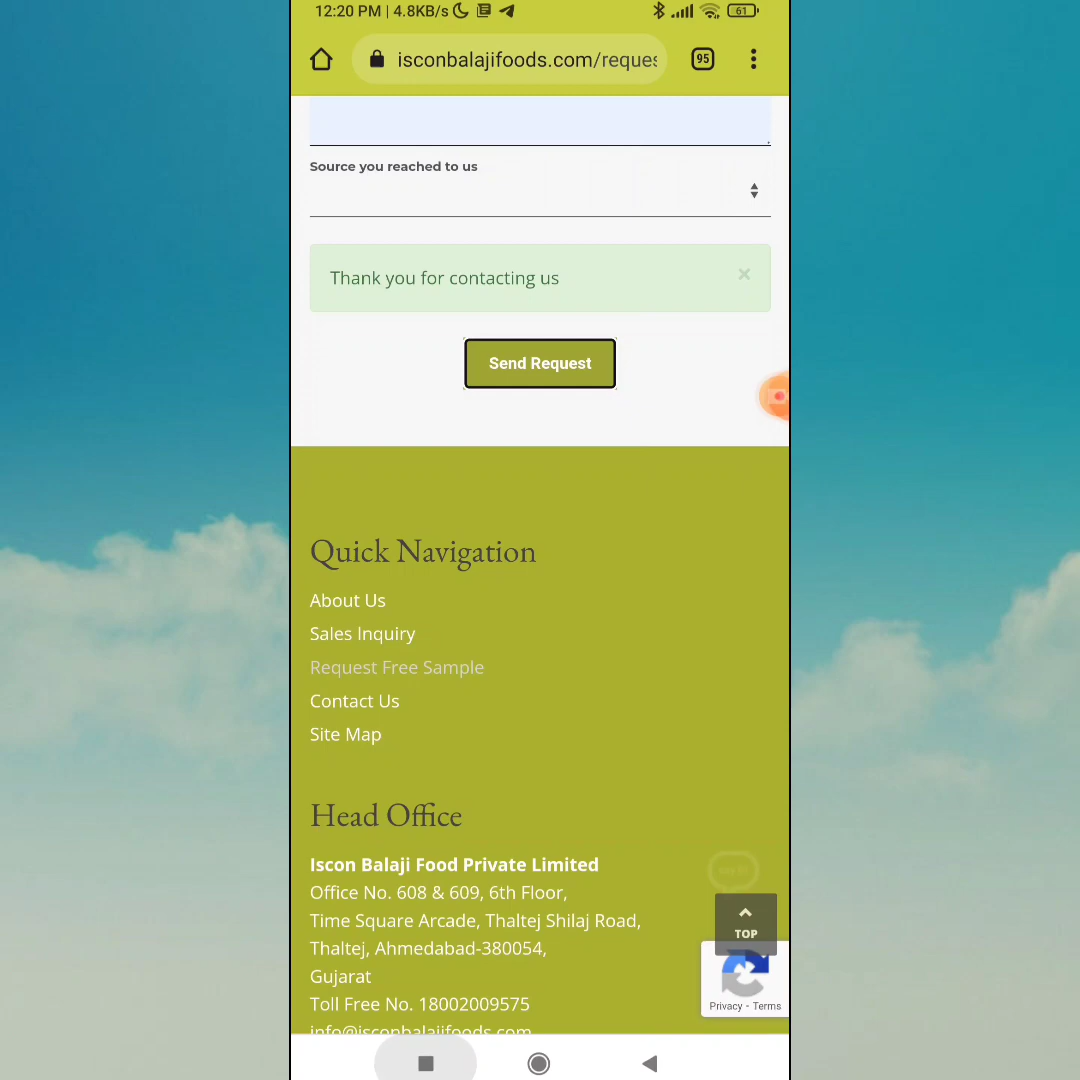 12:20 PM | 4.8KB/s
61
isconbalajifoods.com/reques
95
Source you reached to us
Thank you for contacting us
×
Send Request
Quick Navigation
About Us
Sales Inquiry
Request Free Sample
Contact Us
Site Map
Head Office
Iscon Balaji Food Private Limited
Office No. 608 & 609, 6th Floor,
Time Square Arcade, Thaltej Shilaj Road,
Thaltej, Ahmedabad-380054,
Gujarat
Toll Free No. 18002009575
info@isconbalajifoods.com
TOP
Privacy - Terms